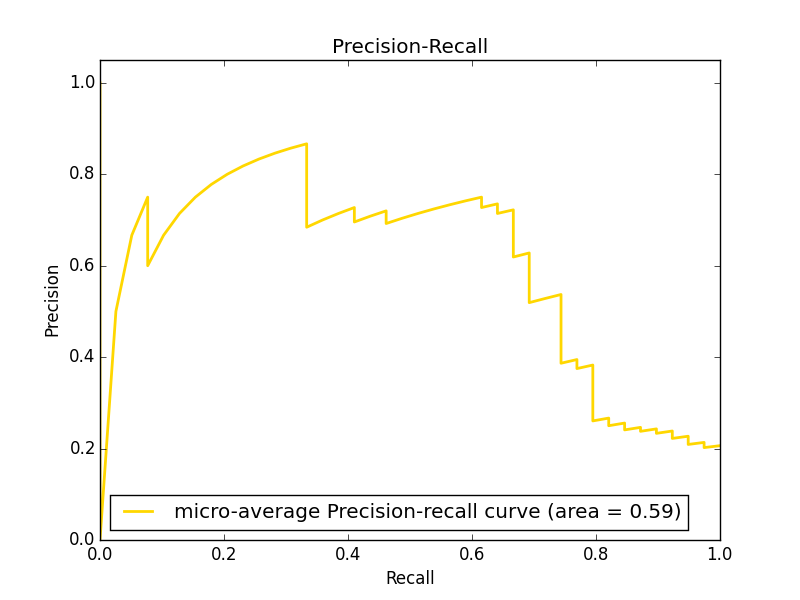 Precision-Recall
1.0
0.8
0.6
0.4
0.2
0.0
Precision
micro-average Precision-recall curve (area = 0.59)
0.0 0.2 0.4 0.6 0.8 1.0
Recall